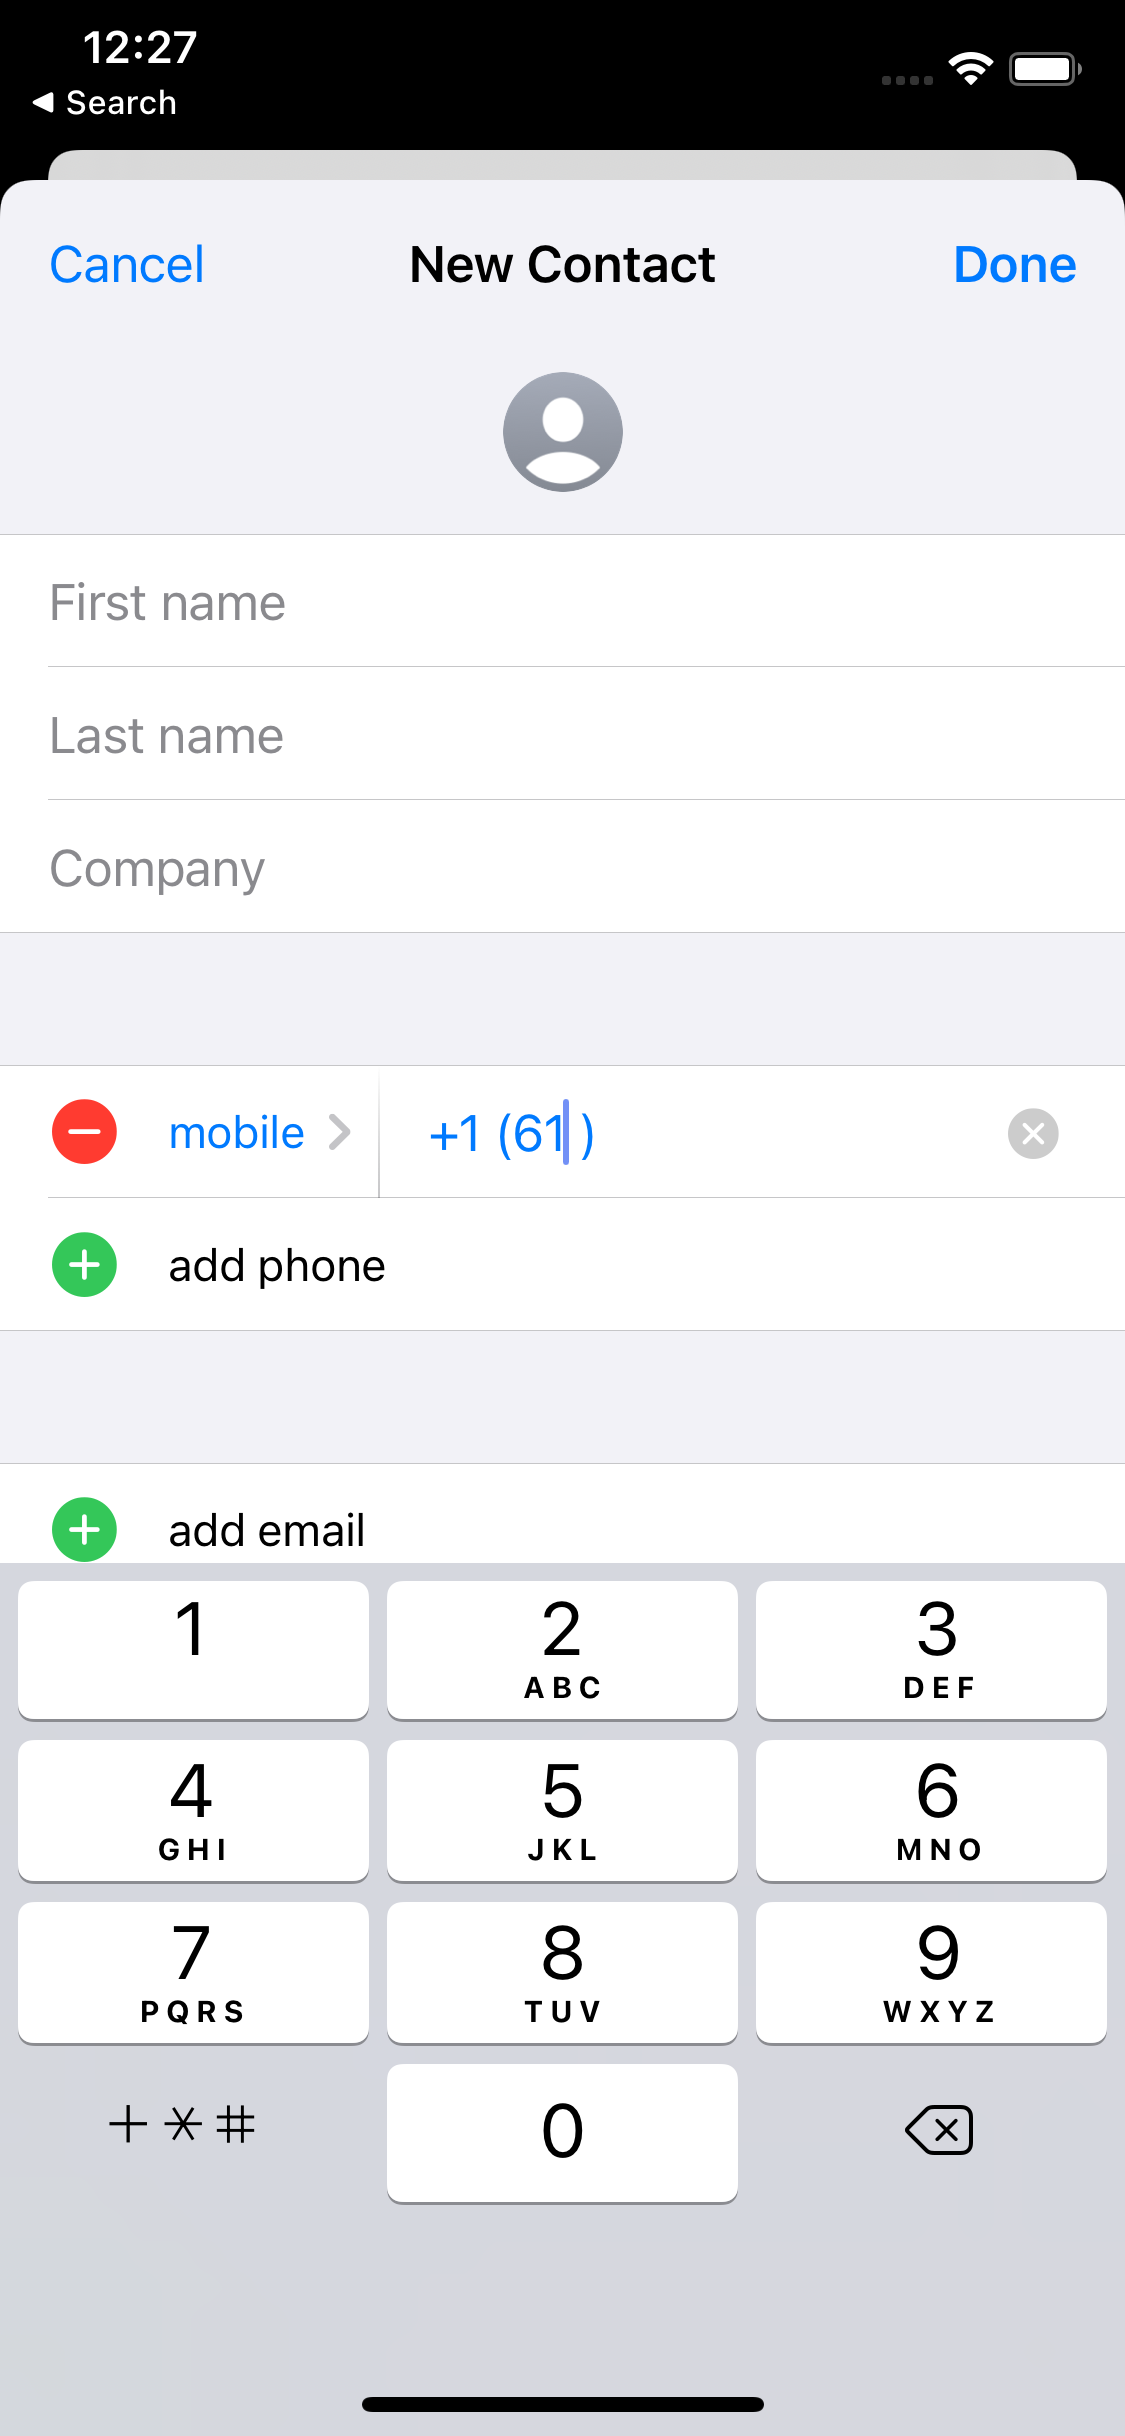 12:27
Search
Cancel New Contact Done
First name
Last name
Company
mobile +1 (61 )
add phone
add email
1 2 3
ABC DEF
4 5 6
GHI JKL MNO
7 8 9
PQRS TUV WXYZ
+*# 0